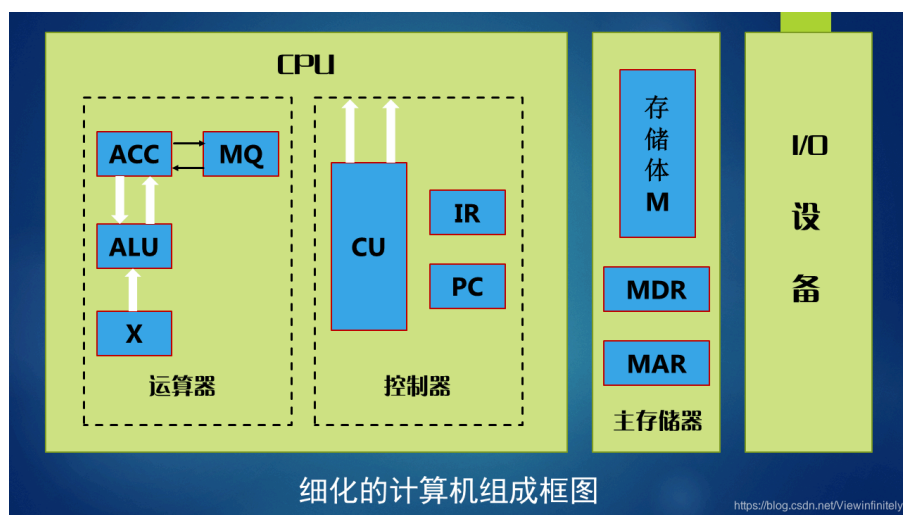 CPU
ACC
MQ
ALU
X
运算器
CU
IR
PC
控制器
存
储
体
M
MDR
MAR
主存储器
I/O
设
备
细化的计算机组成框图
https://blog.csdn.net/Viewinfinitely